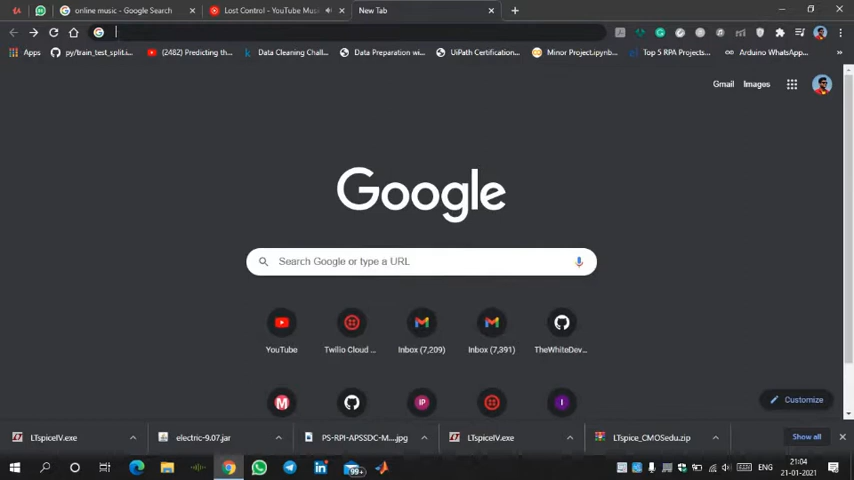 online music - Google Search
Lost Control - YouTube Mus
New Tab
Apps
py/train_test_split.i...
(2482) Predicting th...
Data Cleaning Chall...
Data Preparation wi...
UiPath Certification...
Minor Project.ipynb...
Top 5 RPA Projects...
Arduino WhatsApp...
Gmail
Images
Google
Search Google or type a URL
YouTube
Twilio Cloud ...
Inbox (7,209)
Inbox (7,391)
TheWhiteDev...
M
IP
I
Customize
LTspiceIV.exe
electric-9.07.jar
PS-RPI-APSSDC-M....jpg
LTspiceIV.exe
LTspice_CMOSedu.zip
Show all
99+
ENG
21:04
21-01-2021